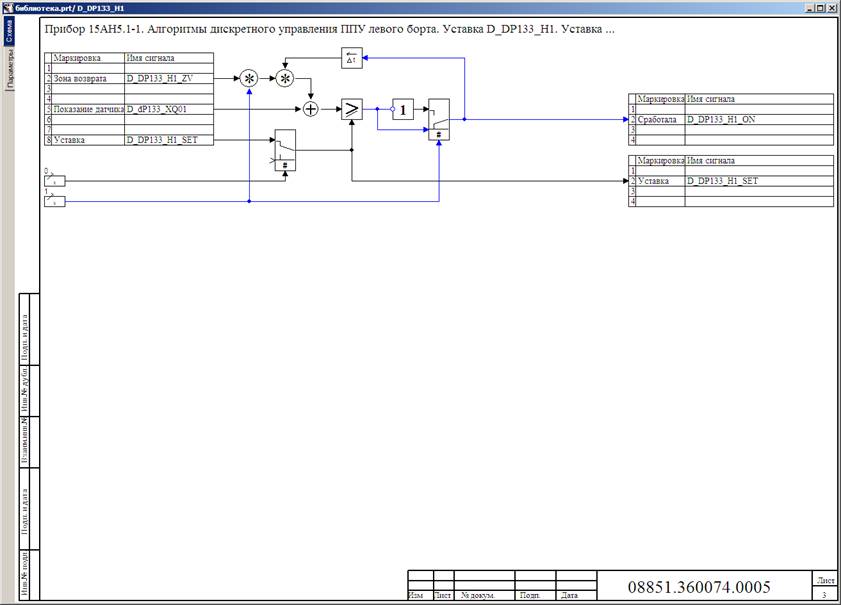 библиотека.prt/ D_DP133_H1
Схема
Параметры
Прибор 15АН5.1-1. Алгоритмы дискретного управления ППУ левого борта. Уставка D_DP133_H1. Уставка ...
Маркировка Имя сигнала
1
2 Зона возврата D_DP133_H1_ZV
3
4
5 Показание датчика D_dP133_XQ01
6
7
8 Уставка D_DP133_H1_SET
* *
Δt
+ ≥ 1
#
#
0
1
Маркировка Имя сигнала
1
2 Сработала D_DP133_H1_ON
3
4
Маркировка Имя сигнала
1
2 Уставка D_DP133_H1_SET
3
4
Подп. и дата
Инв.№ дубл.
Взам.инв.№
Подп. и дата
Инв.№ подл.
Изм Лист № докум. Подп. Дата
08851.360074.0005
Лист
3